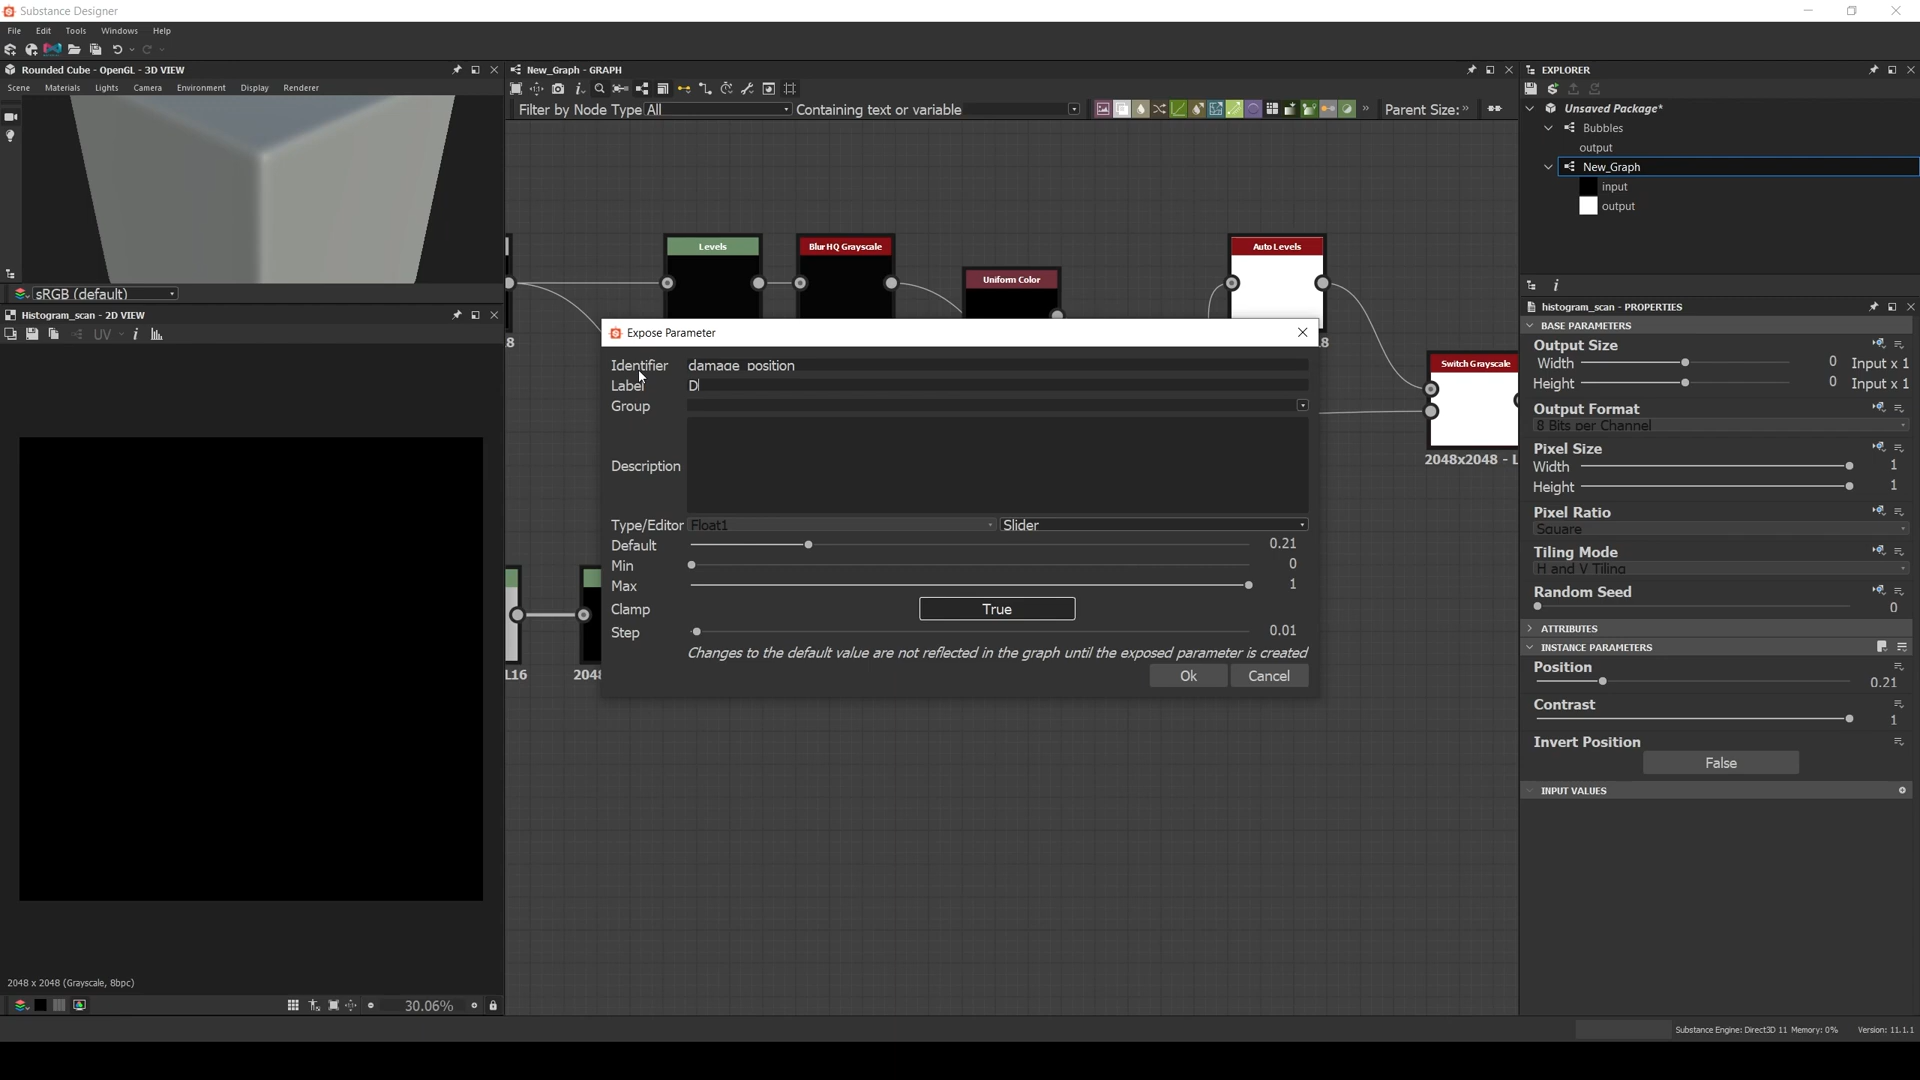 Substance Designer
File Edit Tools Windows Help
Rounded Cube - OpenGL - 3D VIEW
Scene Materials Lights Camera Environment Display Renderer
sRGB (default)
Histogram_scan - 2D VIEW
UV
2048 x 2048 (Grayscale, 8bpc)
30.06%
New_Graph - GRAPH
Filter by Node Type All Containing text or variable Parent Size:
Levels
Blur HQ Grayscale
Uniform Color
Auto Levels
Switch Grayscale
2048x2048 - L
8
8
L16
2048
Expose Parameter
Identifier damage_position
Label D
Group
Description
Type/Editor Float1 Slider
Default 0.21
Min 0
Max 1
Clamp True
Step 0.01
Changes to the default value are not reflected in the graph until the exposed parameter is created
Ok Cancel
EXPLORER
Unsaved Package*
Bubbles
output
New_Graph
input
output
histogram_scan - PROPERTIES
BASE PARAMETERS
Output Size
Width 0 Input x 1
Height 0 Input x 1
Output Format
8 Bits per Channel
Pixel Size
Width 1
Height 1
Pixel Ratio
Square
Tiling Mode
H and V Tiling
Random Seed
0
ATTRIBUTES
INSTANCE PARAMETERS
Position
0.21
Contrast
1
Invert Position
False
INPUT VALUES
Substance Engine: Direct3D 11 Memory: 0% Version: 11.1.1